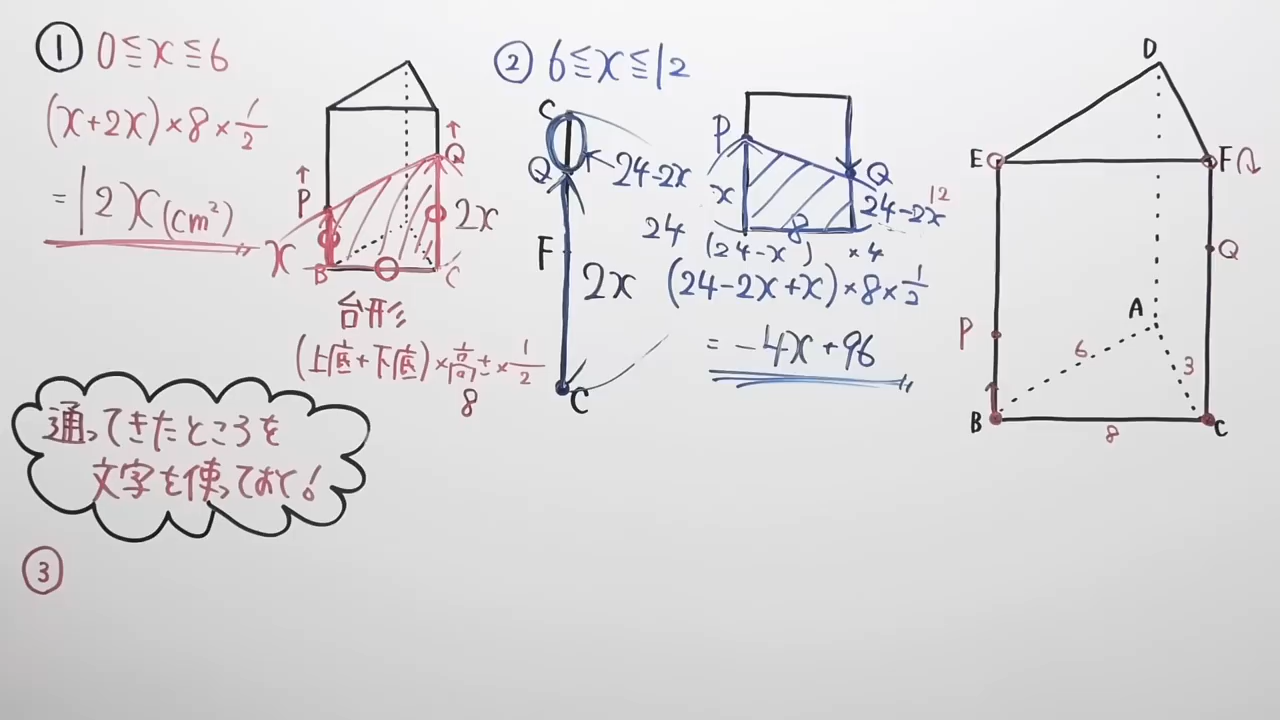 ① 0≦x≦6
(x+2x)×8×1/2
=12x(cm²)
P
Q
x
2x
B
C
台形
(上底+下底)×高さ×1/2
8
通ってきたところを
文字を使っておく!
② 6≦x≦12
C
Q
24-2x
F
2x
C
P
Q
x
8
24-2x
12
24
(24-x)
×4
(24-2x+x)×8×1/2
=-4x+96
D
E
F
Q
A
P
6
3
B
8
C
③